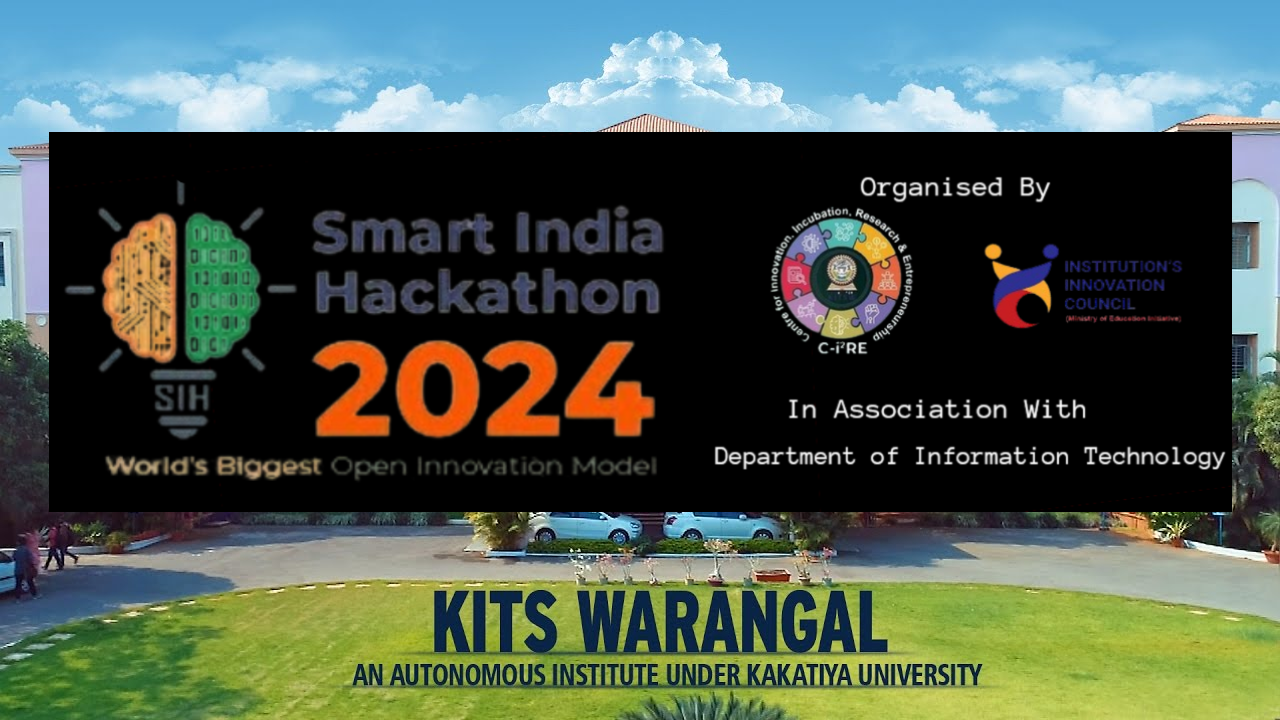 Smart India
Hackathon
2024
SIH
World's Biggest Open Innovation Model
Organised By
Centre for Innovation, Incubation, Research & Entrepreneurship
C-i²RE
INSTITUTION'S
INNOVATION
COUNCIL
(Ministry of Education Initiative)
In Association With
Department of Information Technology
KITS WARANGAL
AN AUTONOMOUS INSTITUTE UNDER KAKATIYA UNIVERSITY